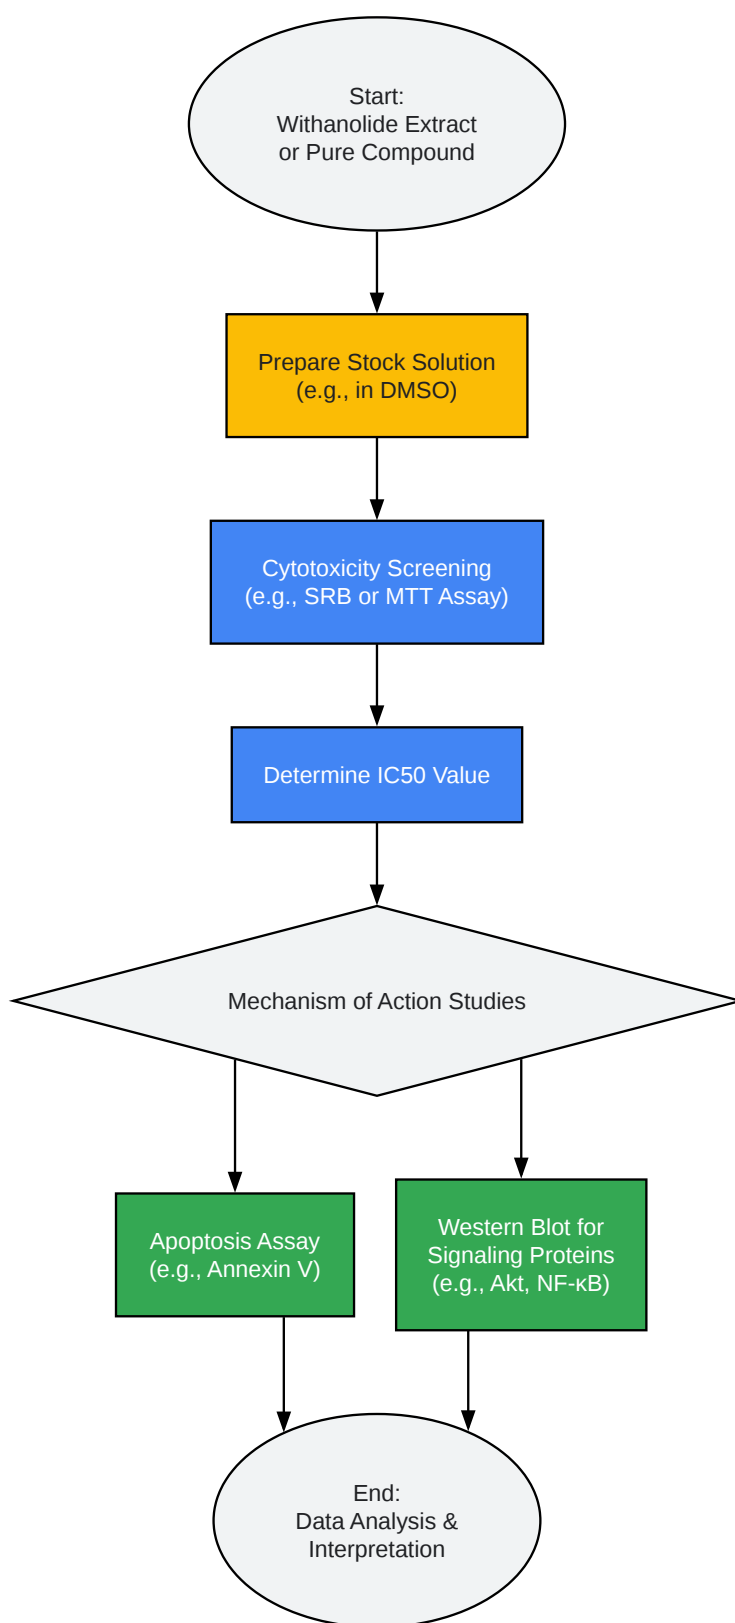 Start:
Withanolide Extract
or Pure Compound
Prepare Stock Solution
(e.g., in DMSO)
Cytotoxicity Screening
(e.g., SRB or MTT Assay)
Determine IC50 Value
Mechanism of Action Studies
Apoptosis Assay
(e.g., Annexin V)
Western Blot for
Signaling Proteins
(e.g., Akt, NF-κB)
End:
Data Analysis &
Interpretation